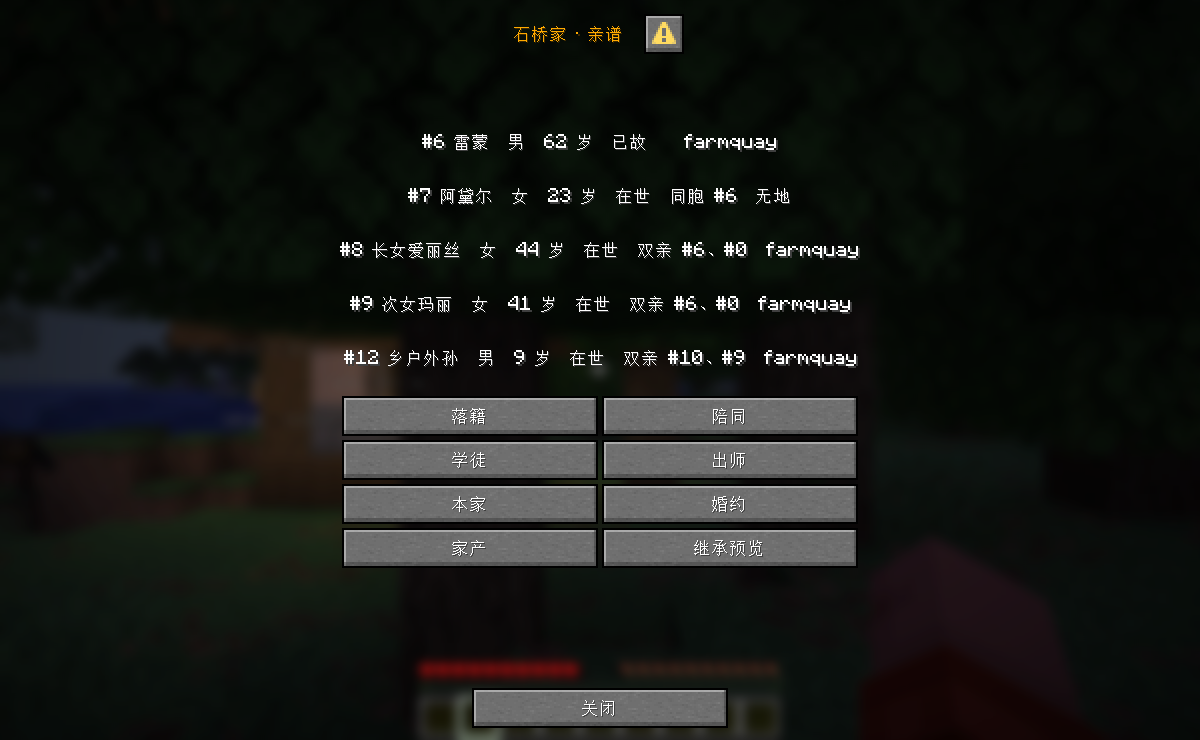 石桥家 · 亲谱
#6 雷蒙 男 62 岁 已故 farmquay
#7 阿黛尔 女 23 岁 在世 同胞 #6 无地
#8 长女爱丽丝 女 44 岁 在世 双亲 #6、#0 farmquay
#9 次女玛丽 女 41 岁 在世 双亲 #6、#0 farmquay
#12 乡户外孙 男 9 岁 在世 双亲 #10、#9 farmquay
落籍 陪同
学徒 出师
本家 婚约
家产 继承预览
关闭